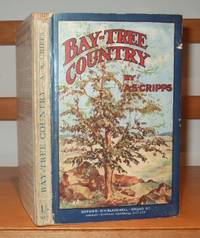 BAY-TREE
COUNTRY
BY
A.S. CRIPPS
OXFORD: B.H. BLACKWELL · BROAD ST.
BAY-TREE COUNTRY. A.S. CRIPPS